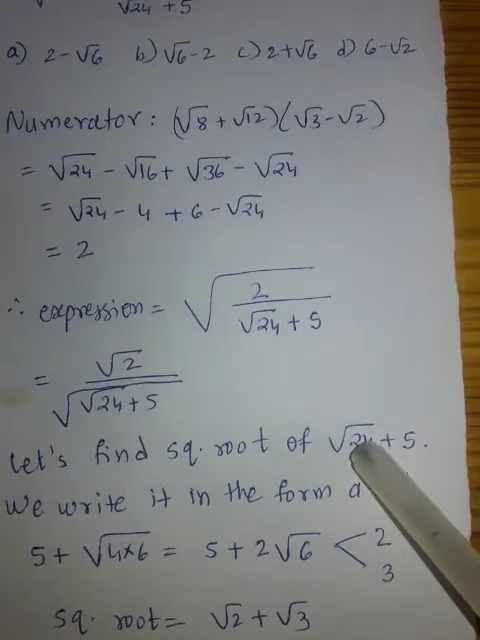 √24 + 5
a) 2-√6 b) √6-2 c) 2+√6 d) 6-√2
Numerator: (√8 + √12)(√3 - √2)
= √24 - √16 + √36 - √24
= √24 - 4 + 6 - √24
= 2
∴ expression = √(2/(√24 + 5))
= √2/√(√24 + 5)
Let's find sq. root of √24 + 5.
We write it in the form a
5 + √4×6 = 5 + 2√6 < 2 3
sq. root = √2 + √3